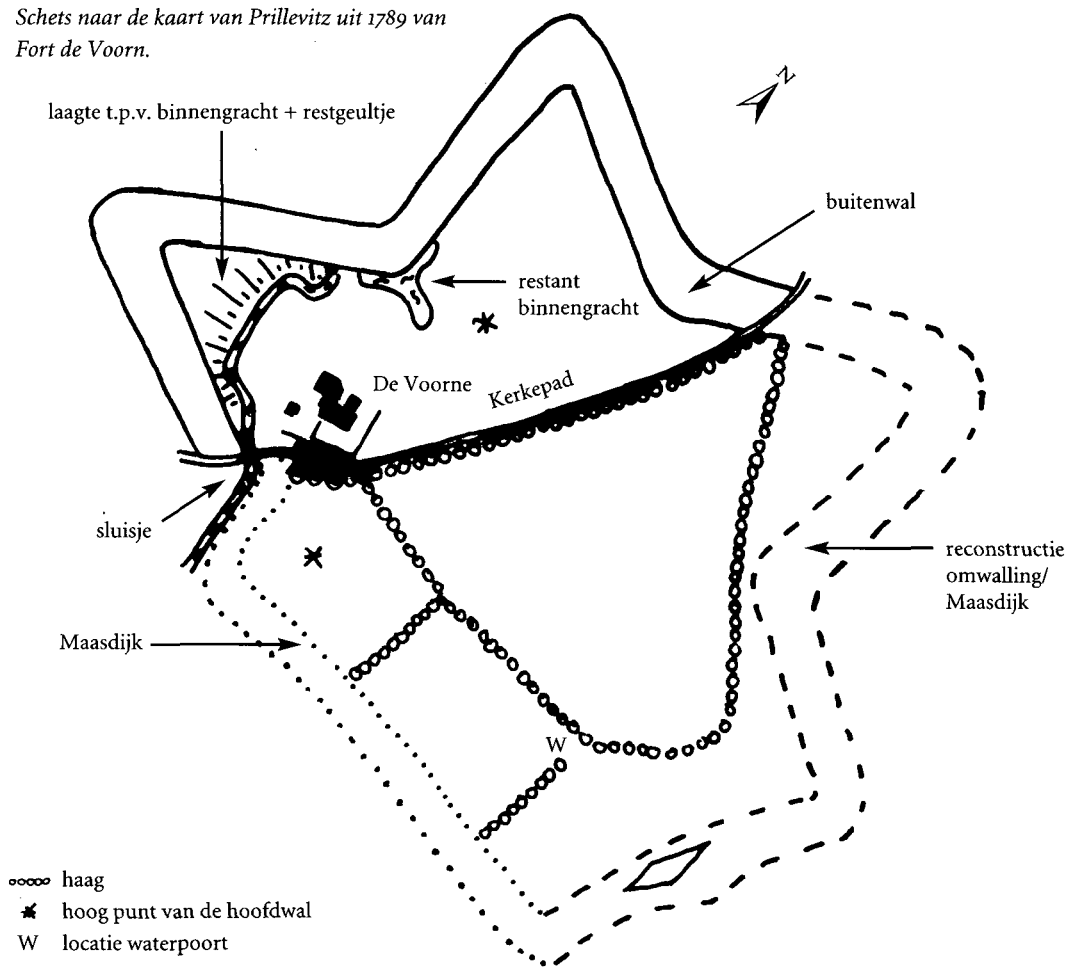 Schets naar de kaart van Prillevitz uit 1789 van
Fort de Voorn.
N
laagte t.p.v. binnengracht + restgeultje
buitenwal
restant
binnengracht
De Voorne
Kerkepad
sluisje
reconstructie
omwalling/
Maasdijk
Maasdijk
W
haag
hoog punt van de hoofdwal
W locatie waterpoort